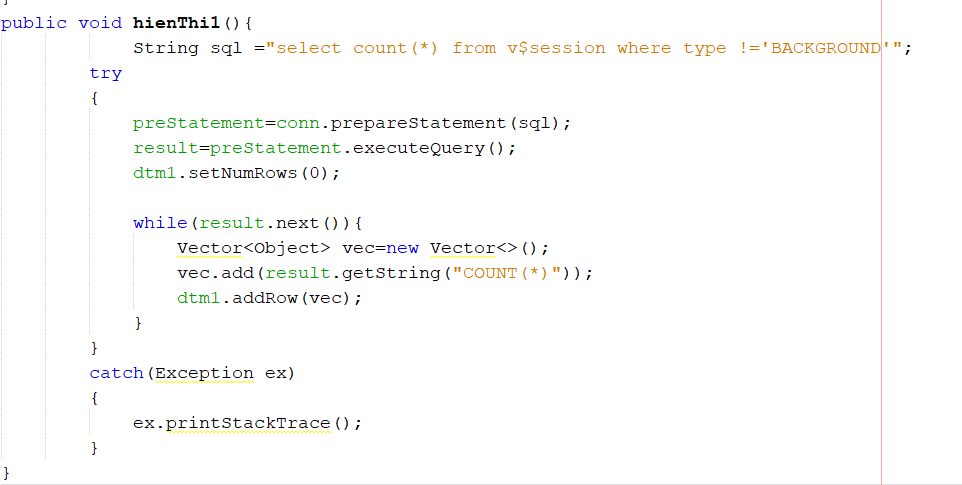 }
public void hienThi1(){
String sql ="select count(*) from v$session where type !='BACKGROUND'";
try
{
preStatement=conn.prepareStatement(sql);
result=preStatement.executeQuery();
dtm1.setNumRows(0);
while(result.next()){
Vector<Object> vec=new Vector<>();
vec.add(result.getString("COUNT(*)"));
dtm1.addRow(vec);
}
}
catch(Exception ex)
{
ex.printStackTrace();
}
}